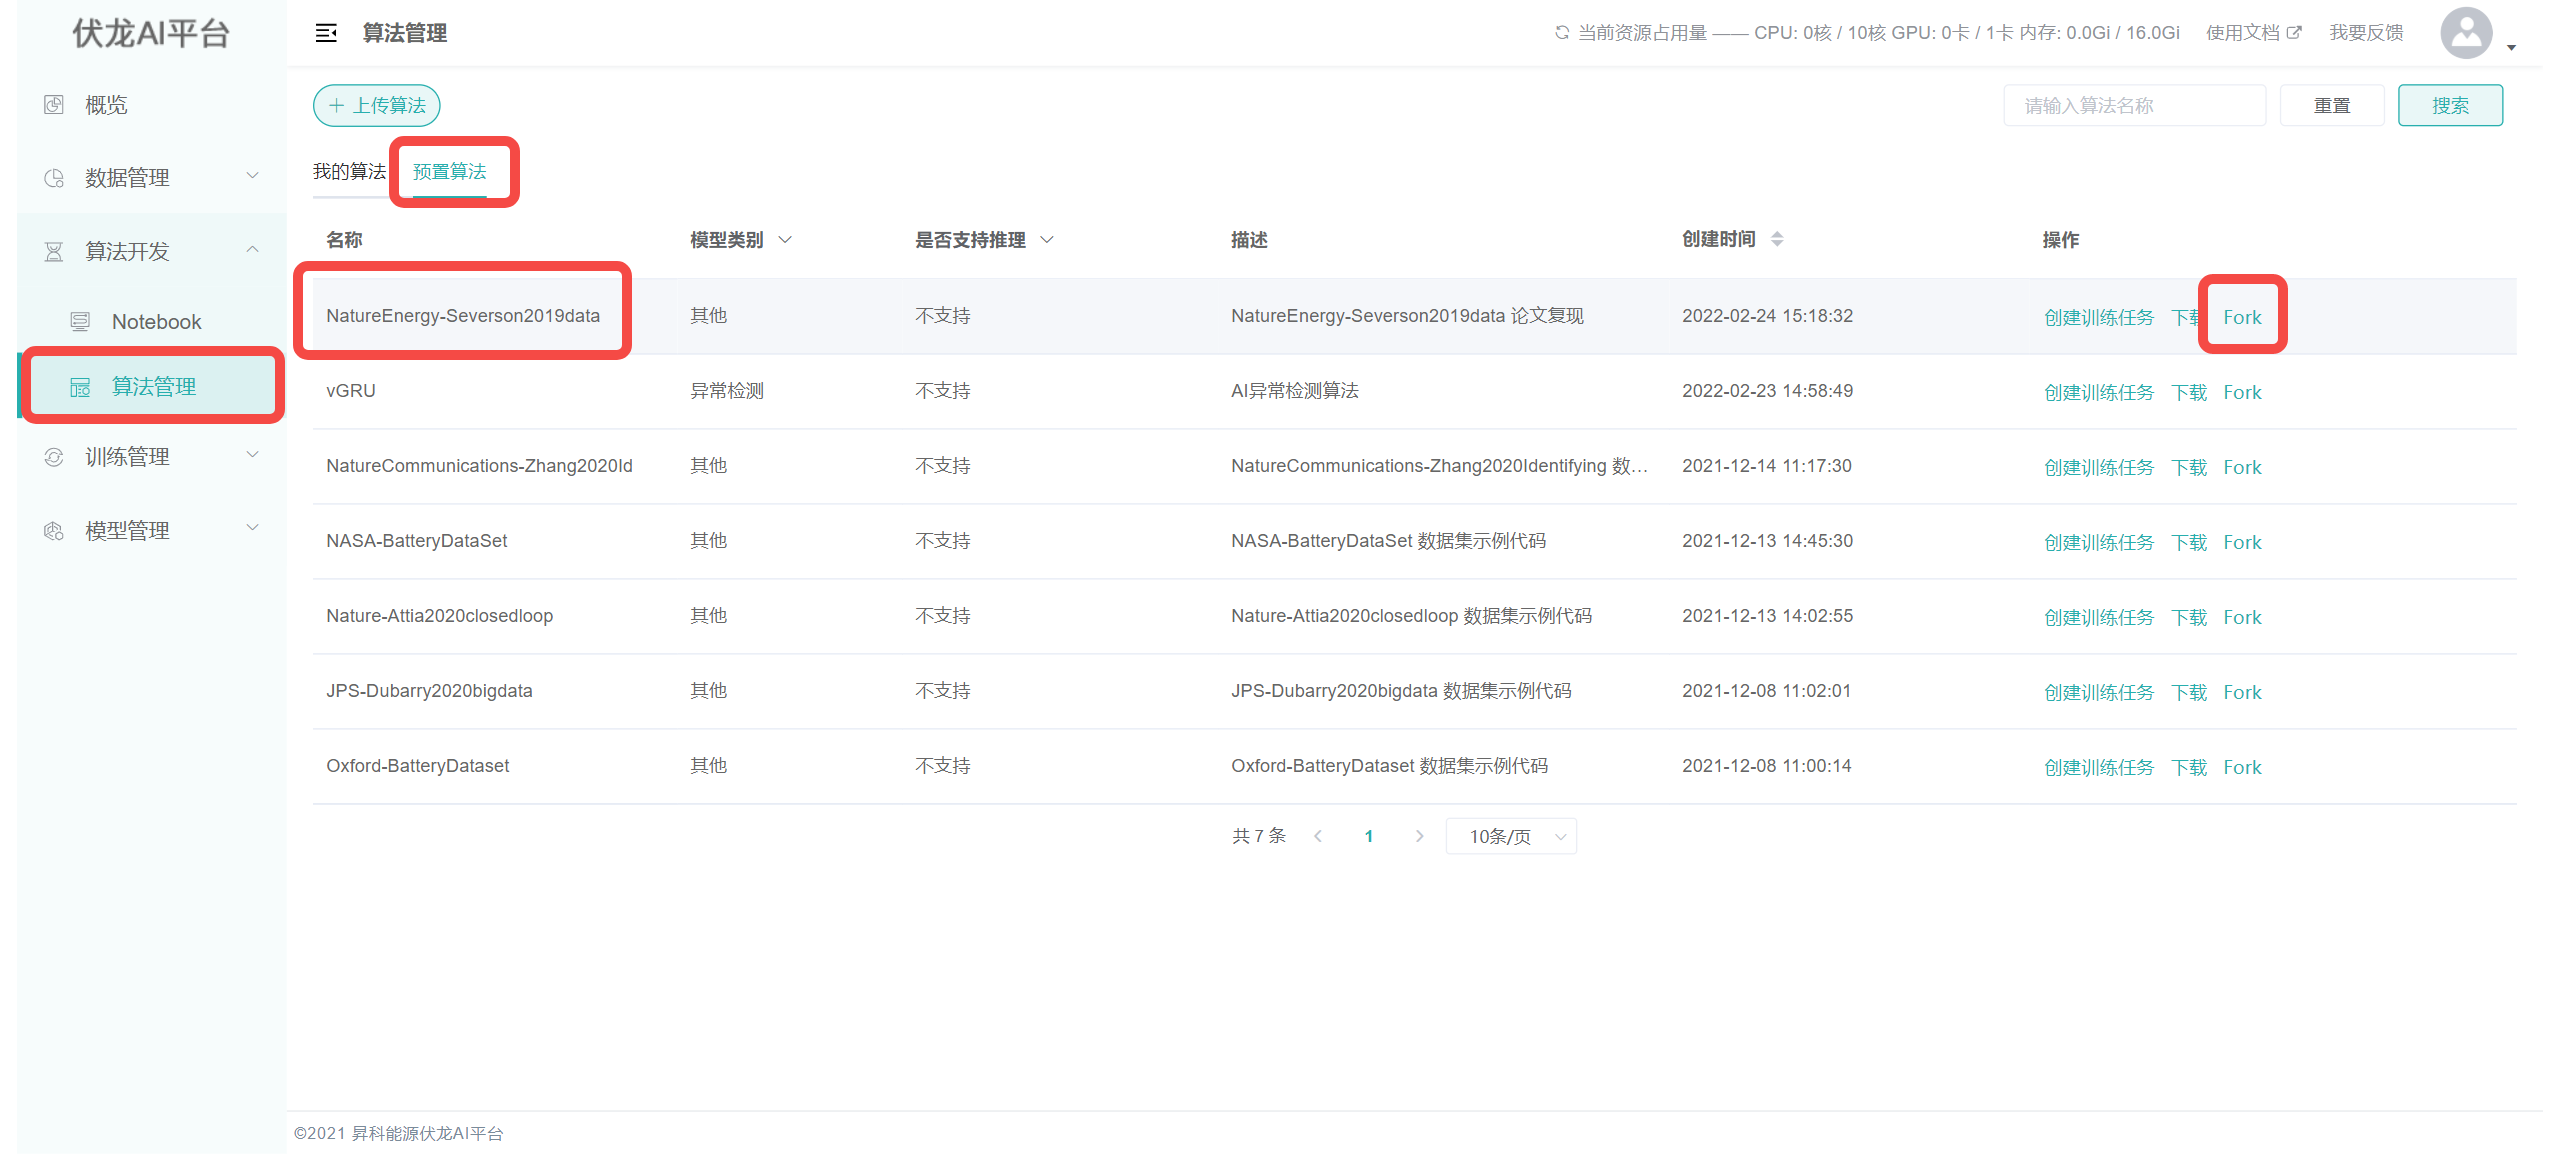 伏龙AI平台
算法管理
当前资源占用量 —— CPU: 0核 / 10核 GPU: 0卡 / 1卡 内存: 0.0Gi / 16.0Gi
使用文档
我要反馈
概览
数据管理
算法开发
Notebook
算法管理
训练管理
模型管理
上传算法
请输入算法名称
重置
搜索
我的算法
预置算法
名称 模型类别 是否支持推理 描述 创建时间 操作
NatureEnergy-Severson2019data 其他 不支持 NatureEnergy-Severson2019data 论文复现 2022-02-24 15:18:32 创建训练任务 下载 Fork
vGRU 异常检测 不支持 AI异常检测算法 2022-02-23 14:58:49 创建训练任务 下载 Fork
NatureCommunications-Zhang2020Id 其他 不支持 NatureCommunications-Zhang2020Identifying 数... 2021-12-14 11:17:30 创建训练任务 下载 Fork
NASA-BatteryDataSet 其他 不支持 NASA-BatteryDataSet 数据集示例代码 2021-12-13 14:45:30 创建训练任务 下载 Fork
Nature-Attia2020closedloop 其他 不支持 Nature-Attia2020closedloop 数据集示例代码 2021-12-13 14:02:55 创建训练任务 下载 Fork
JPS-Dubarry2020bigdata 其他 不支持 JPS-Dubarry2020bigdata 数据集示例代码 2021-12-08 11:02:01 创建训练任务 下载 Fork
Oxford-BatteryDataset 其他 不支持 Oxford-BatteryDataset 数据集示例代码 2021-12-08 11:00:14 创建训练任务 下载 Fork
共 7 条 1 10条/页
©2021 昇科能源伏龙AI平台